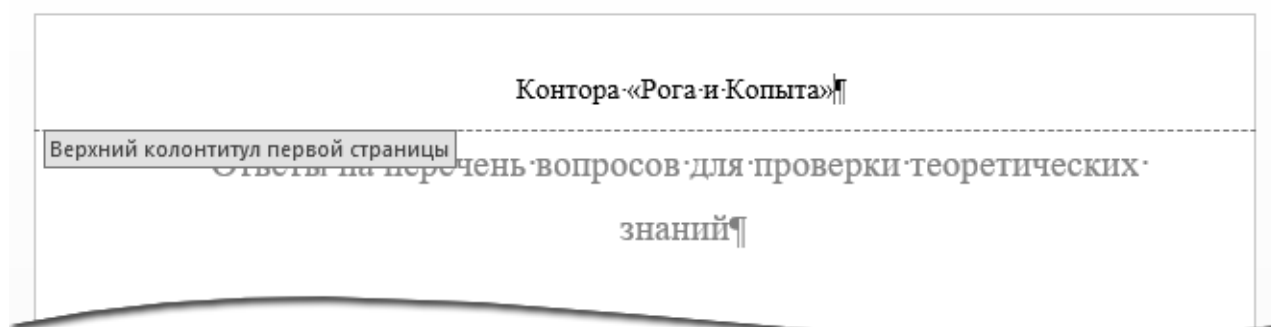 Контора·«Рога·и·Копыта»¶
Верхний колонтитул первой страницы
Ответы·на·перечень·вопросов·для·проверки·теоретических·
знаний¶